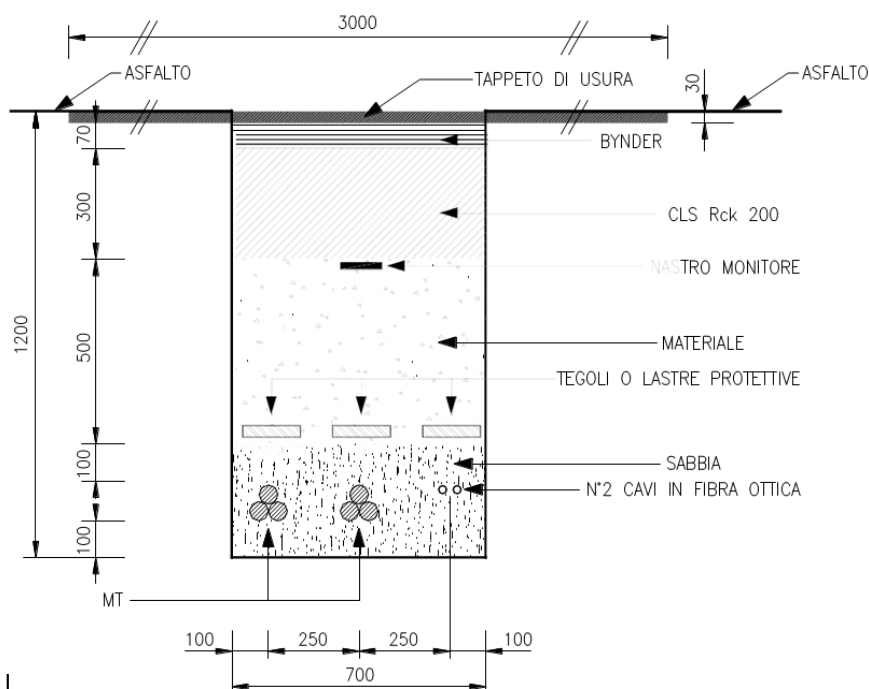 3000
ASFALTO
TAPPETO DI USURA
ASFALTO
30
70
BYNDER
300
CLS Rck 200
NASTRO MONITORE
1200
500
MATERIALE
TEGOLI O LASTRE PROTETTIVE
100
SABBIA
N°2 CAVI IN FIBRA OTTICA
100
MT
100 250 250 100
700